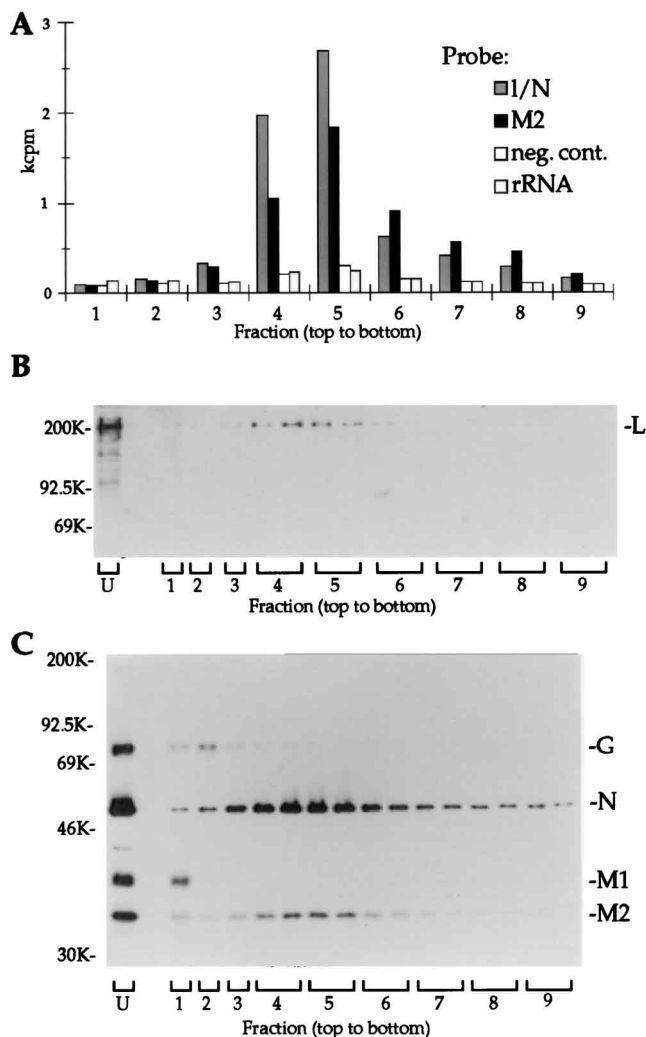 A
3
2
1
0
kcpm
Probe:
1/N
M2
neg. cont.
rRNA
1 2 3 4 5 6 7 8 9
Fraction (top to bottom)
B
200K-
92.5K-
69K-
-L
U 1 2 3 4 5 6 7 8 9
Fraction (top to bottom)
C
200K-
92.5K-
69K-
46K-
30K-
-G
-N
-M1
-M2
U 1 2 3 4 5 6 7 8 9
Fraction (top to bottom)